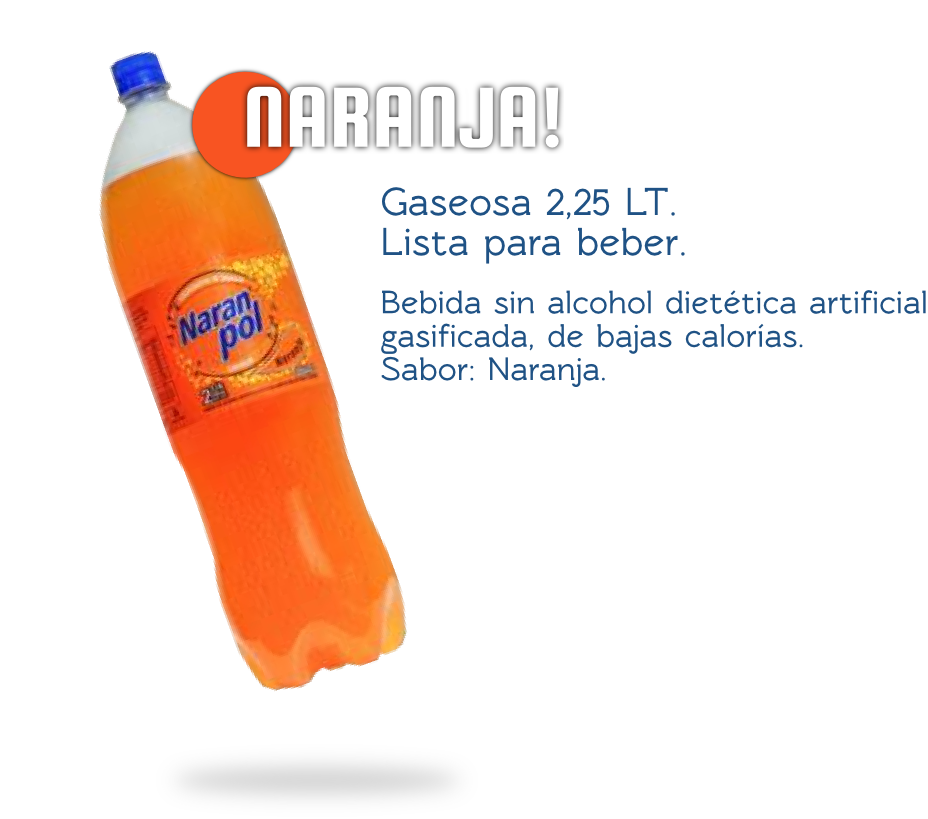 NARANJA!
Gaseosa 2,25 LT.
Lista para beber.
Bebida sin alcohol dietética artificial
gasificada, de bajas calorías.
Sabor: Naranja.
Naran
pol
Naranja